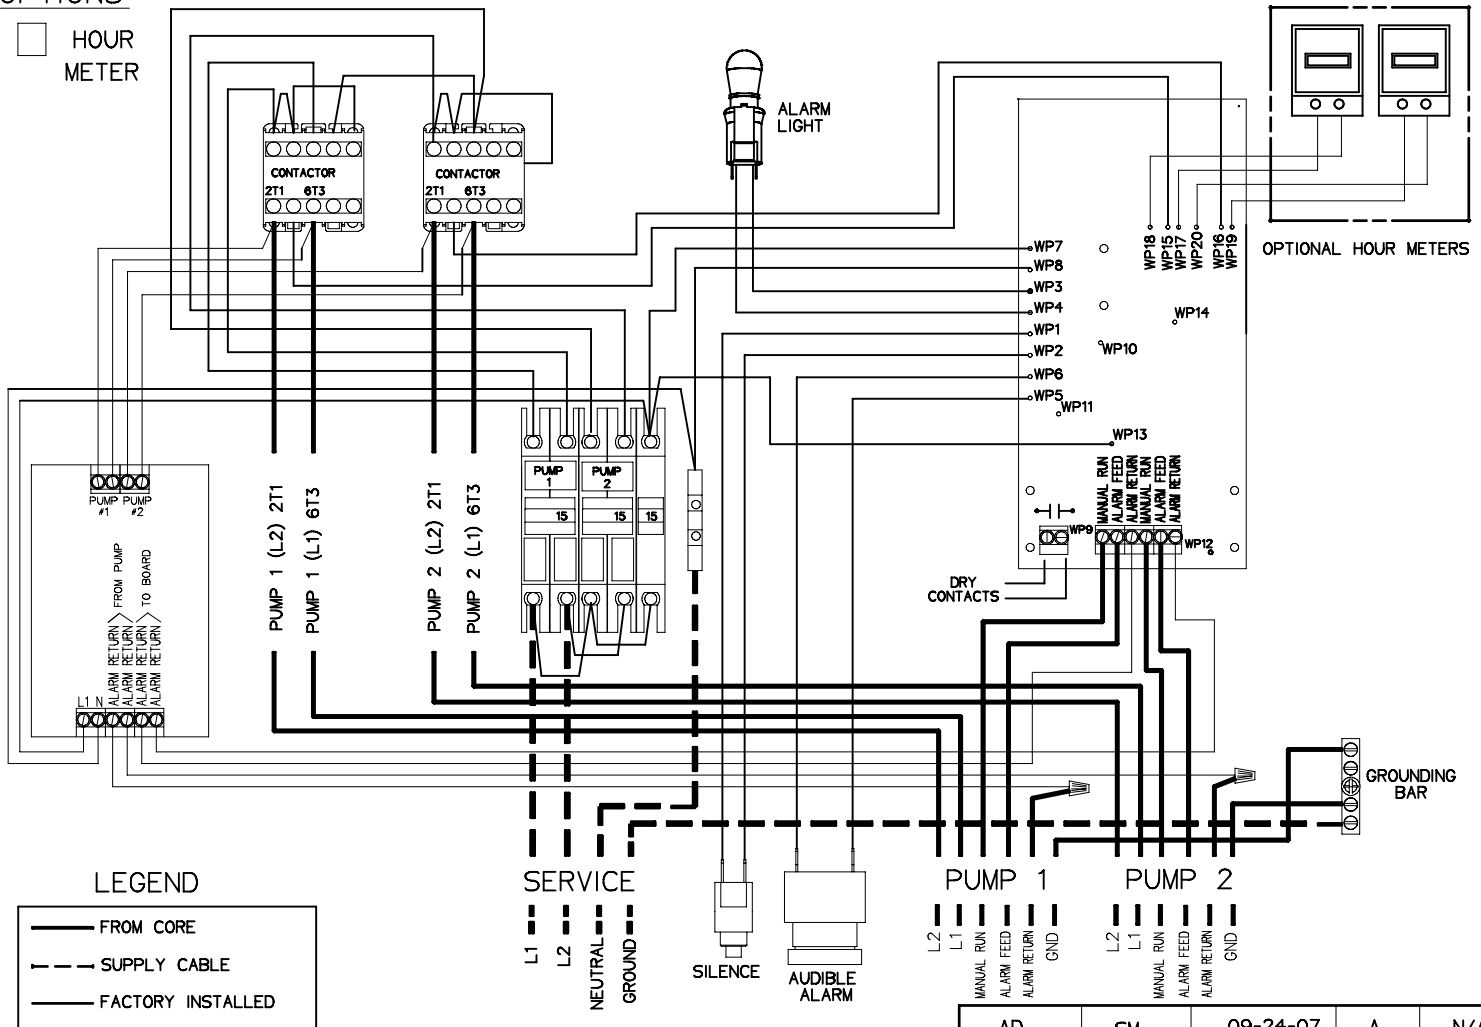 HOUR
METER
ALARM
LIGHT
OPTIONAL HOUR METERS
CONTACTOR
2T1 6T3
CONTACTOR
2T1 6T3
WP7
WP8
WP3
WP4
WP1
WP2
WP6
WP5
WP11
WP10
WP14
WP13
WP18
WP15
WP17
WP20
WP16
WP19
MANUAL RUN
ALARM FEED
ALARM RETURN
MANUAL RUN
ALARM FEED
ALARM RETURN
WP9
WP12
DRY
CONTACTS
PUMP
#1
PUMP
#2
FROM PUMP
TO BOARD
L1 N
ALARM RETURN
ALARM RETURN
ALARM RETURN
ALARM RETURN
PUMP 1 (L2) 2T1
PUMP 1 (L1) 6T3
PUMP 2 (L2) 2T1
PUMP 2 (L1) 6T3
PUMP
1
PUMP
2
15
15
15
GROUNDING
BAR
LEGEND
FROM CORE
SUPPLY CABLE
FACTORY INSTALLED
SERVICE
L1
L2
NEUTRAL
GROUND
SILENCE
AUDIBLE
ALARM
PUMP 1
L2
L1
MANUAL RUN
ALARM FEED
ALARM RETURN
GND
PUMP 2
L2
L1
MANUAL RUN
ALARM FEED
ALARM RETURN
GND